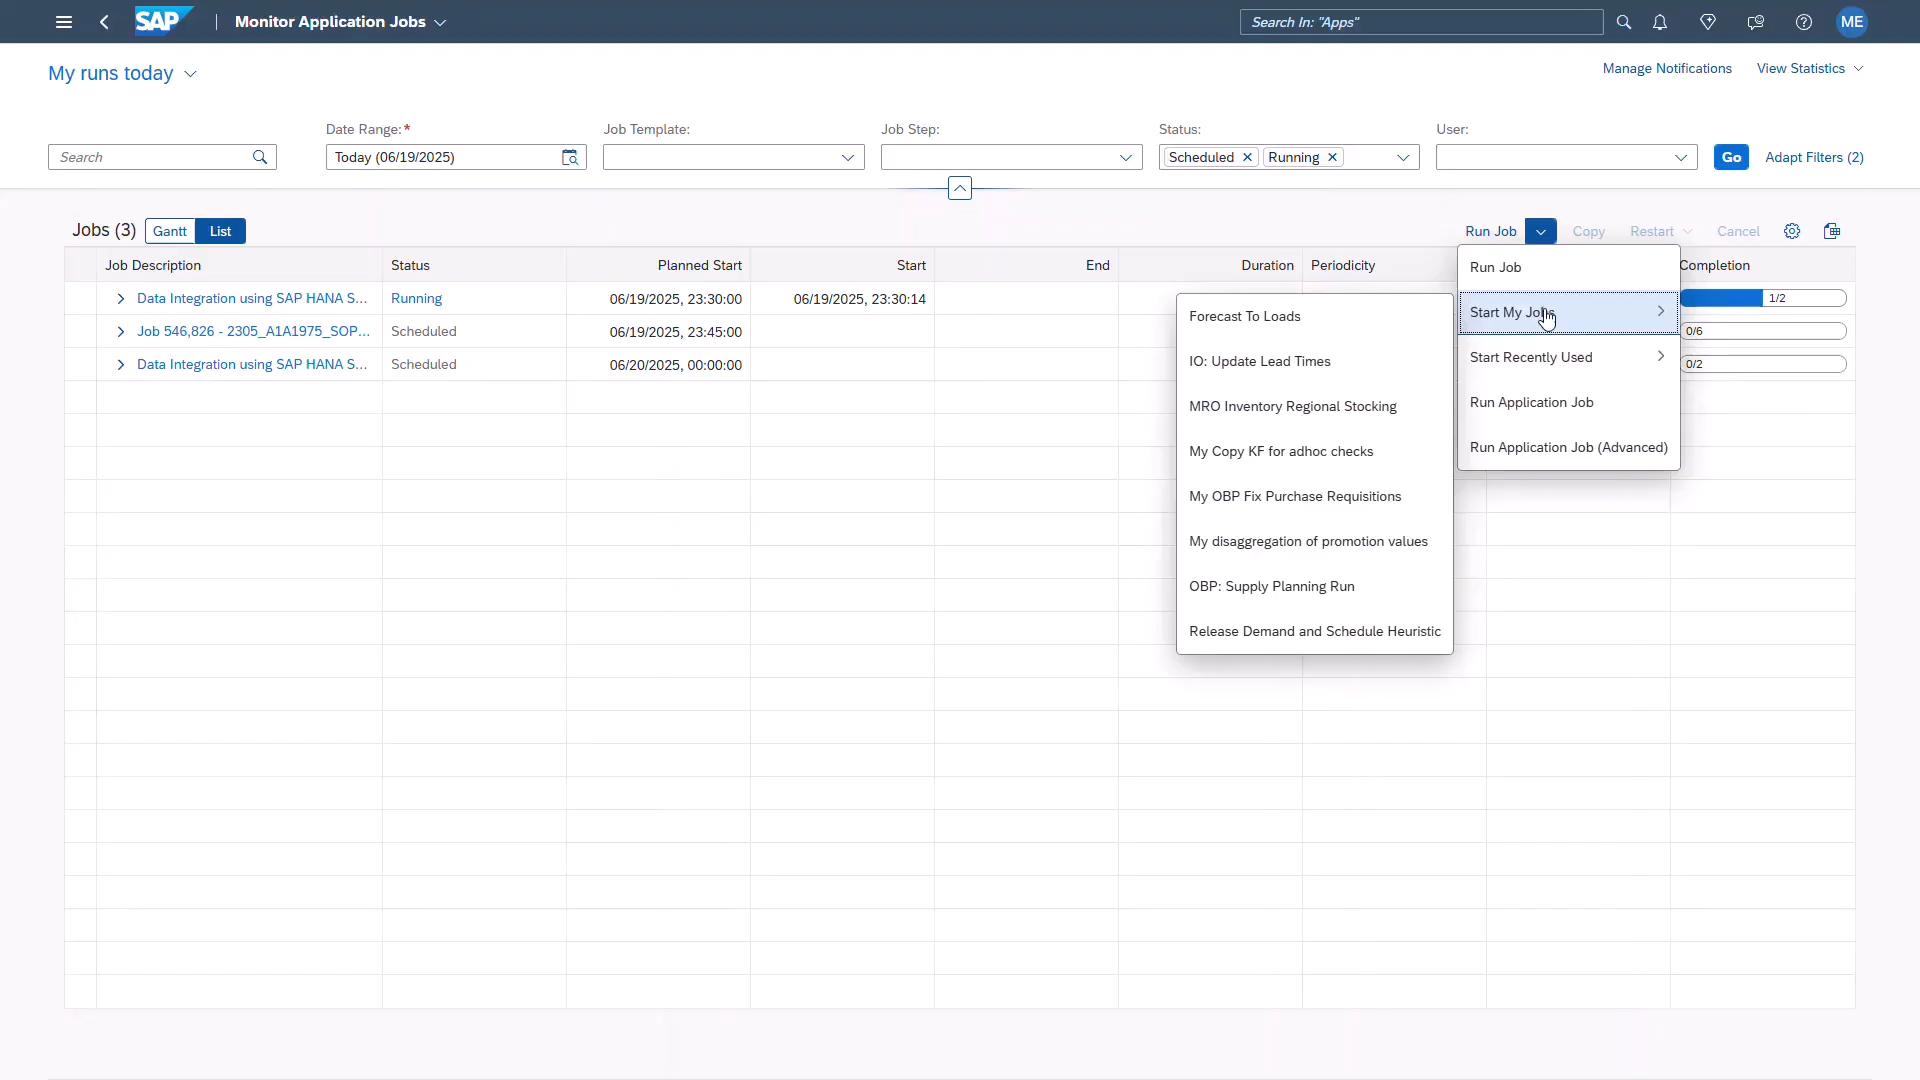 SAP
Monitor Application Jobs
Search In: "Apps"
ME
My runs today
Manage Notifications
View Statistics
Search
Date Range:*
Today (06/19/2025)
Job Template:
Job Step:
Status:
Scheduled
Running
User:
Go
Adapt Filters (2)
Jobs (3)
Gantt
List
Run Job
Copy
Restart
Cancel
Job Description
Status
Planned Start
Start
End
Duration
Periodicity
Completion
Data Integration using SAP HANA S...
Running
06/19/2025, 23:30:00
06/19/2025, 23:30:14
1/2
Job 546,826 - 2305_A1A1975_SOP...
Scheduled
06/19/2025, 23:45:00
0/6
Data Integration using SAP HANA S...
Scheduled
06/20/2025, 00:00:00
0/2
Run Job
Start My Jobs
Start Recently Used
Run Application Job
Run Application Job (Advanced)
Forecast To Loads
IO: Update Lead Times
MRO Inventory Regional Stocking
My Copy KF for adhoc checks
My OBP Fix Purchase Requisitions
My disaggregation of promotion values
OBP: Supply Planning Run
Release Demand and Schedule Heuristic